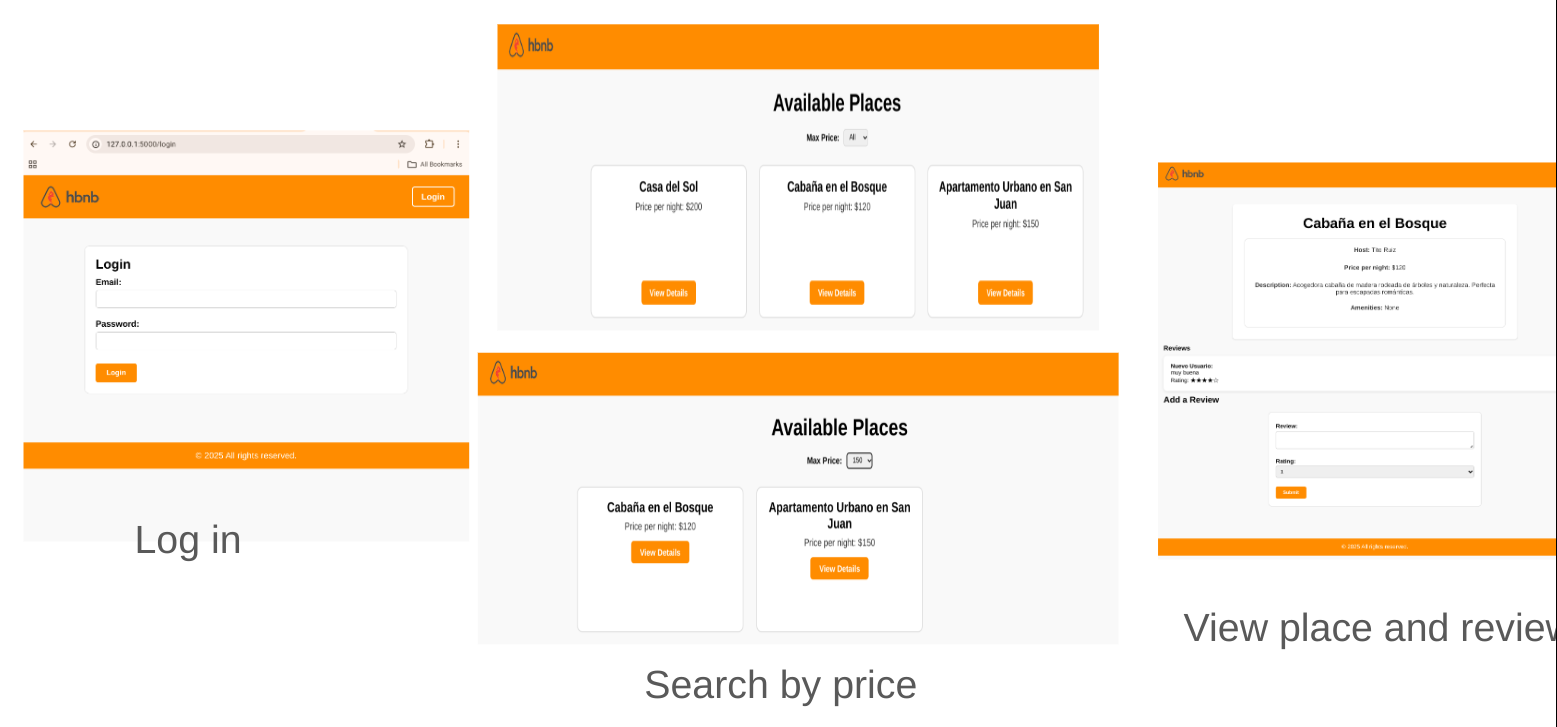 127.0.0.1:5000/login
All Bookmarks
hbnb
Login
Login
Email:
Password:
Login
© 2025 All rights reserved.
Log in
hbnb
Available Places
Max Price: All
Casa del Sol
Price per night: $200
View Details
Cabaña en el Bosque
Price per night: $120
View Details
Apartamento Urbano en San
Juan
Price per night: $150
View Details
hbnb
Available Places
Max Price: 150
Cabaña en el Bosque
Price per night: $120
View Details
Apartamento Urbano en San
Juan
Price per night: $150
View Details
Search by price
hbnb
Cabaña en el Bosque
Host: Tito Ruiz
Price per night: $120
Description: Acogedora cabaña de madera rodeada de árboles y naturaleza. Perfecta
para escapadas románticas.
Amenities: None
Reviews
Nuevo Usuario:
muy buena
Rating: ★★★★☆
Add a Review
Review:
Rating:
Submit
© 2025 All rights reserved.
View place and review